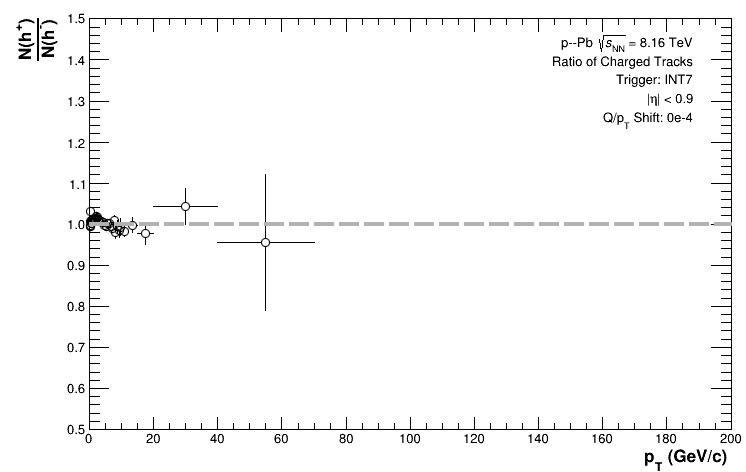 N(h⁺)
N(h⁻)
1.5
1.4
1.3
1.2
1.1
1.0
0.9
0.8
0.7
0.6
0.5
p--Pb √s_NN = 8.16 TeV
Ratio of Charged Tracks
Trigger: INT7
|η| < 0.9
Q/p_T Shift: 0e-4
0 20 40 60 80 100 120 140 160 180 200
p_T (GeV/c)